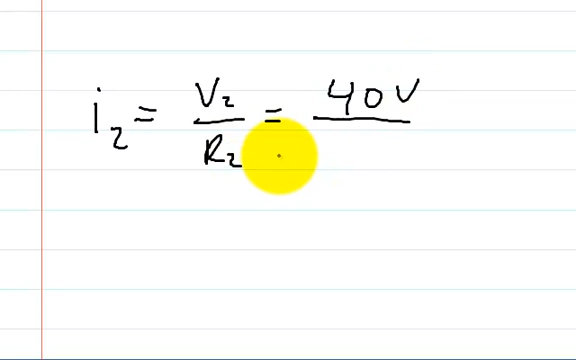 i₂ = V₂/R₂ = 40V/